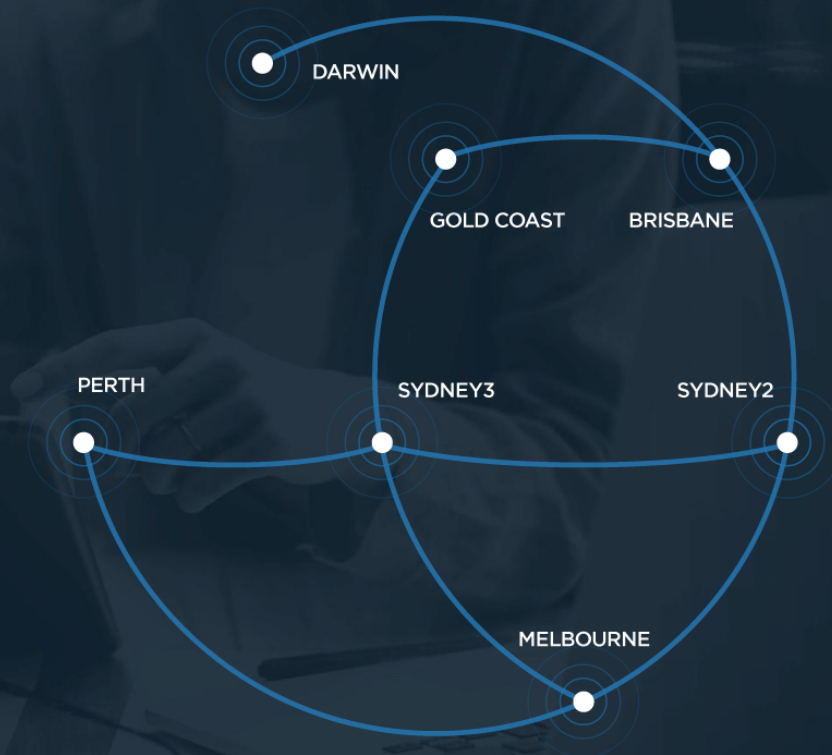 DARWIN
GOLD COAST
BRISBANE
PERTH
SYDNEY3
SYDNEY2
MELBOURNE